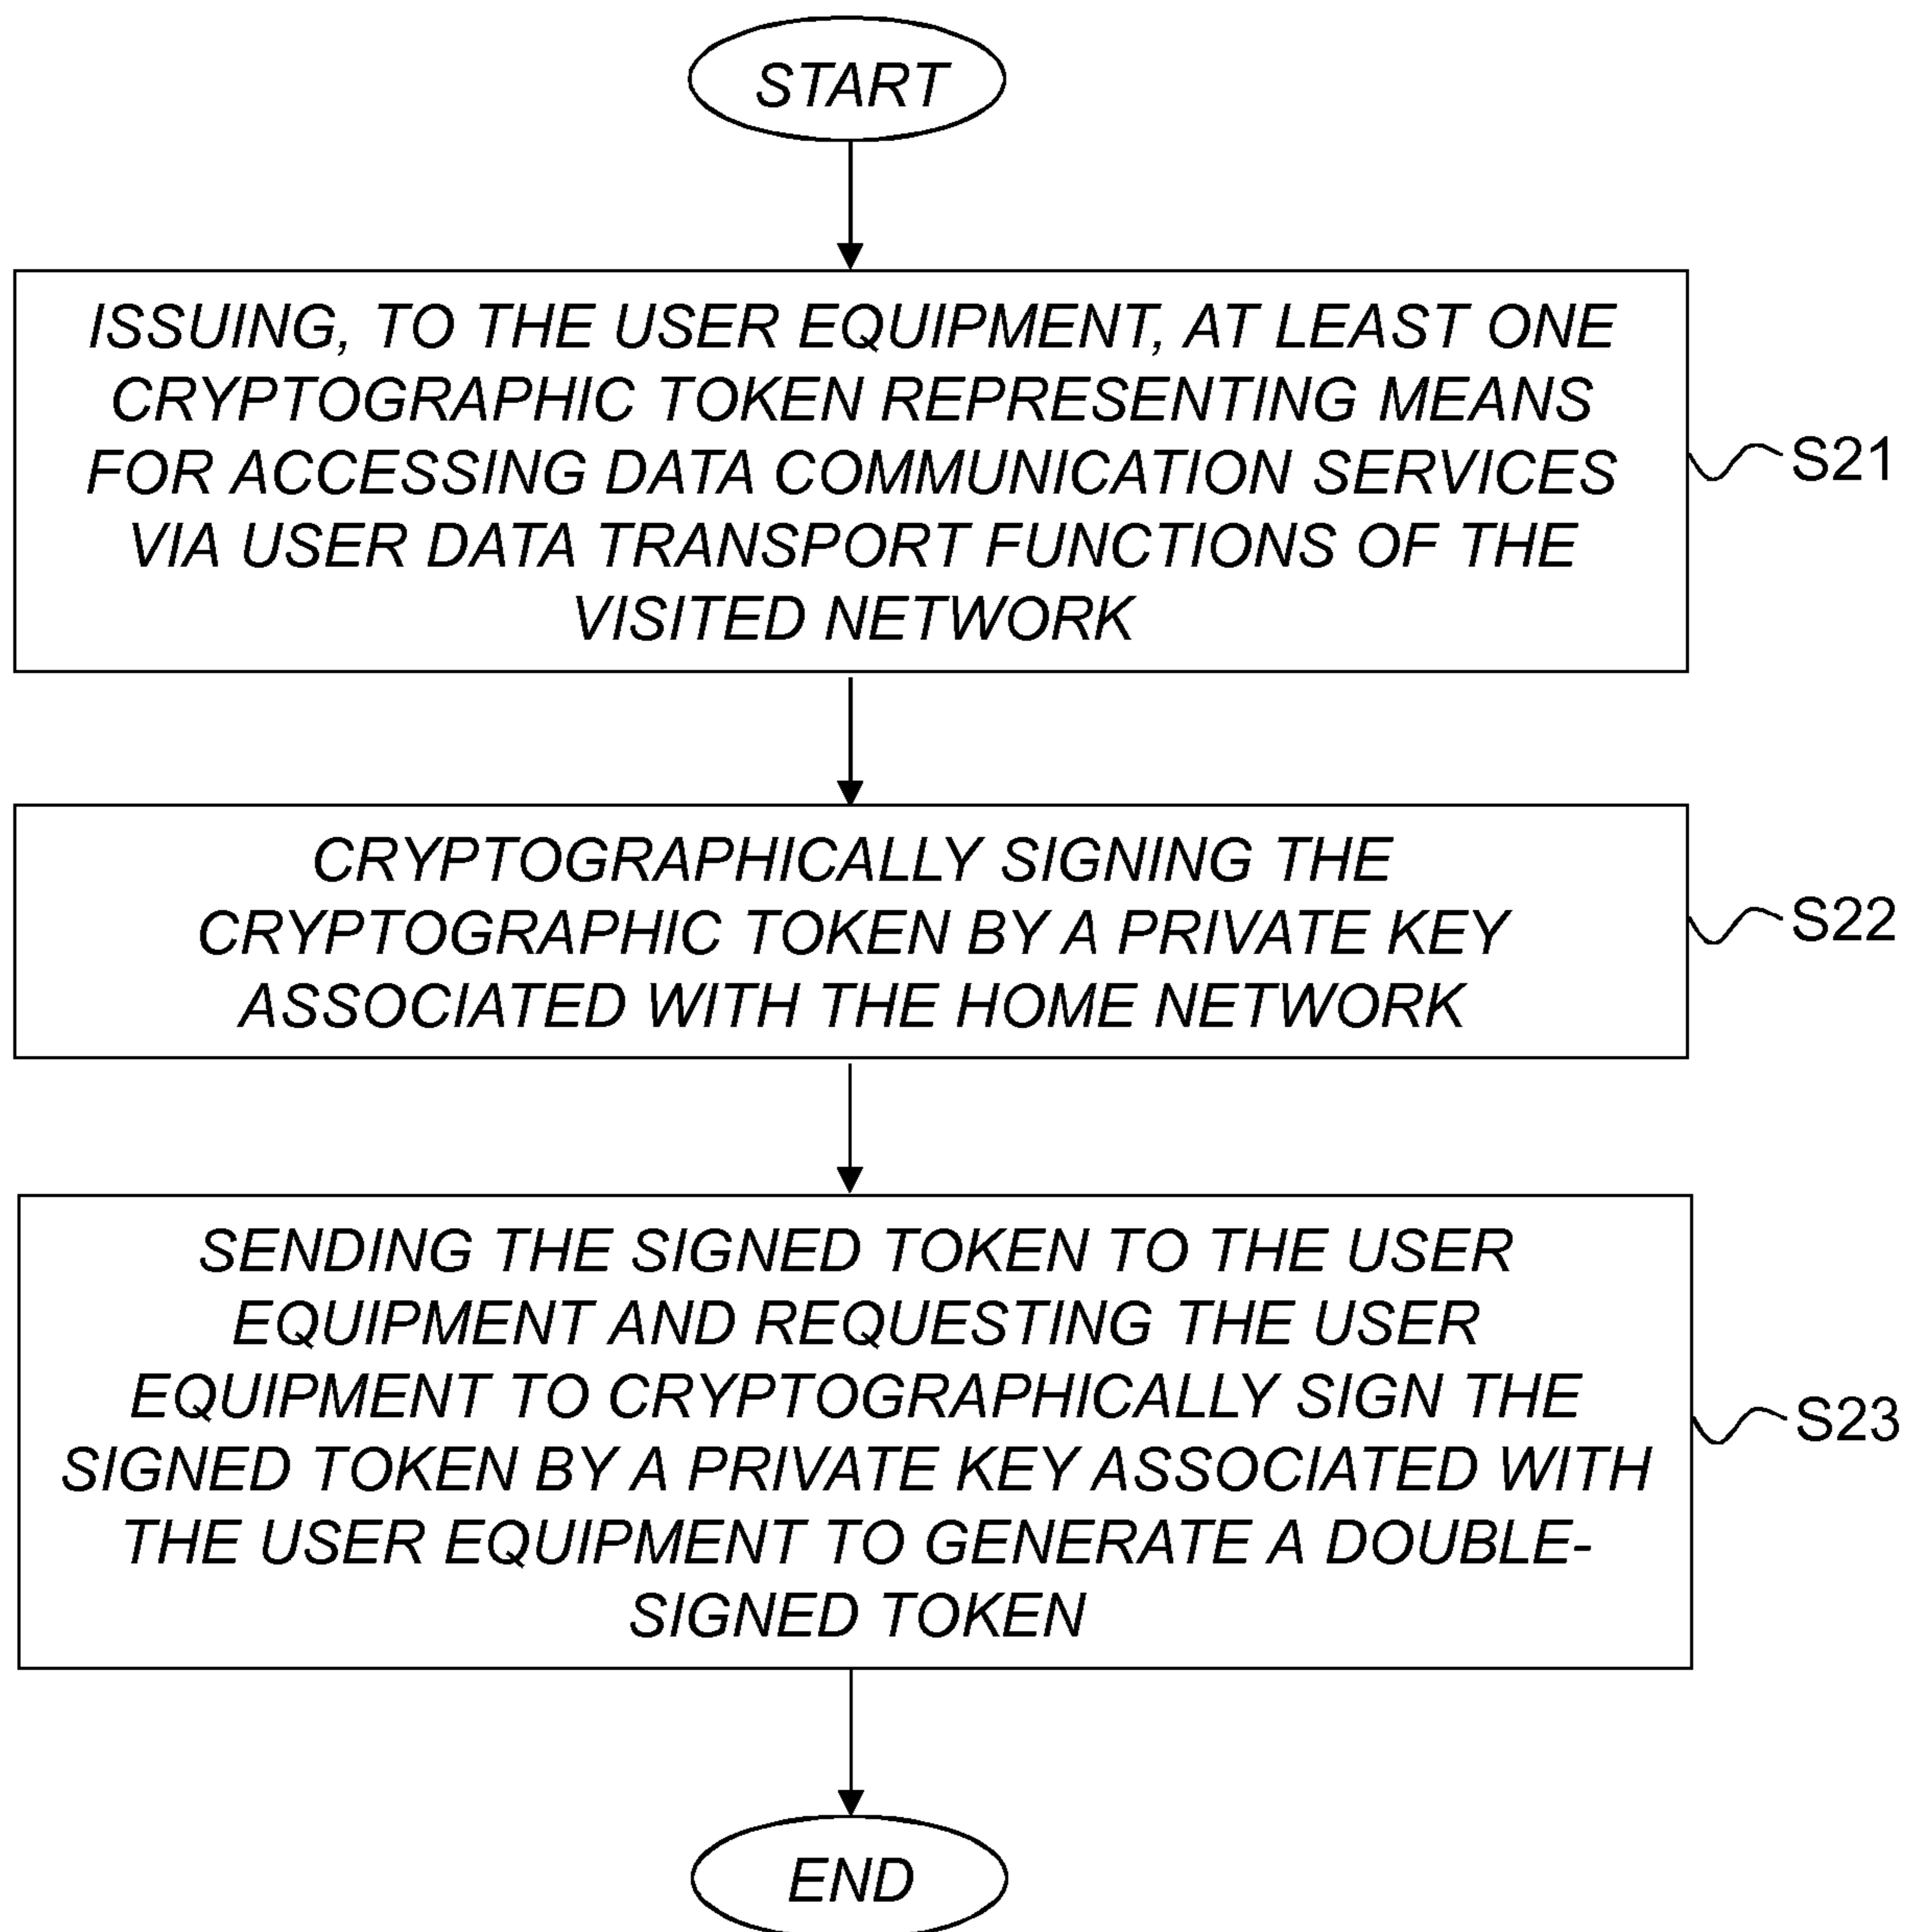 START
ISSUING, TO THE USER EQUIPMENT, AT LEAST ONE
CRYPTOGRAPHIC TOKEN REPRESENTING MEANS
FOR ACCESSING DATA COMMUNICATION SERVICES
VIA USER DATA TRANSPORT FUNCTIONS OF THE
VISITED NETWORK
S21
CRYPTOGRAPHICALLY SIGNING THE
CRYPTOGRAPHIC TOKEN BY A PRIVATE KEY
ASSOCIATED WITH THE HOME NETWORK
S22
SENDING THE SIGNED TOKEN TO THE USER
EQUIPMENT AND REQUESTING THE USER
EQUIPMENT TO CRYPTOGRAPHICALLY SIGN THE
SIGNED TOKEN BY A PRIVATE KEY ASSOCIATED WITH
THE USER EQUIPMENT TO GENERATE A DOUBLE-
SIGNED TOKEN
S23
END